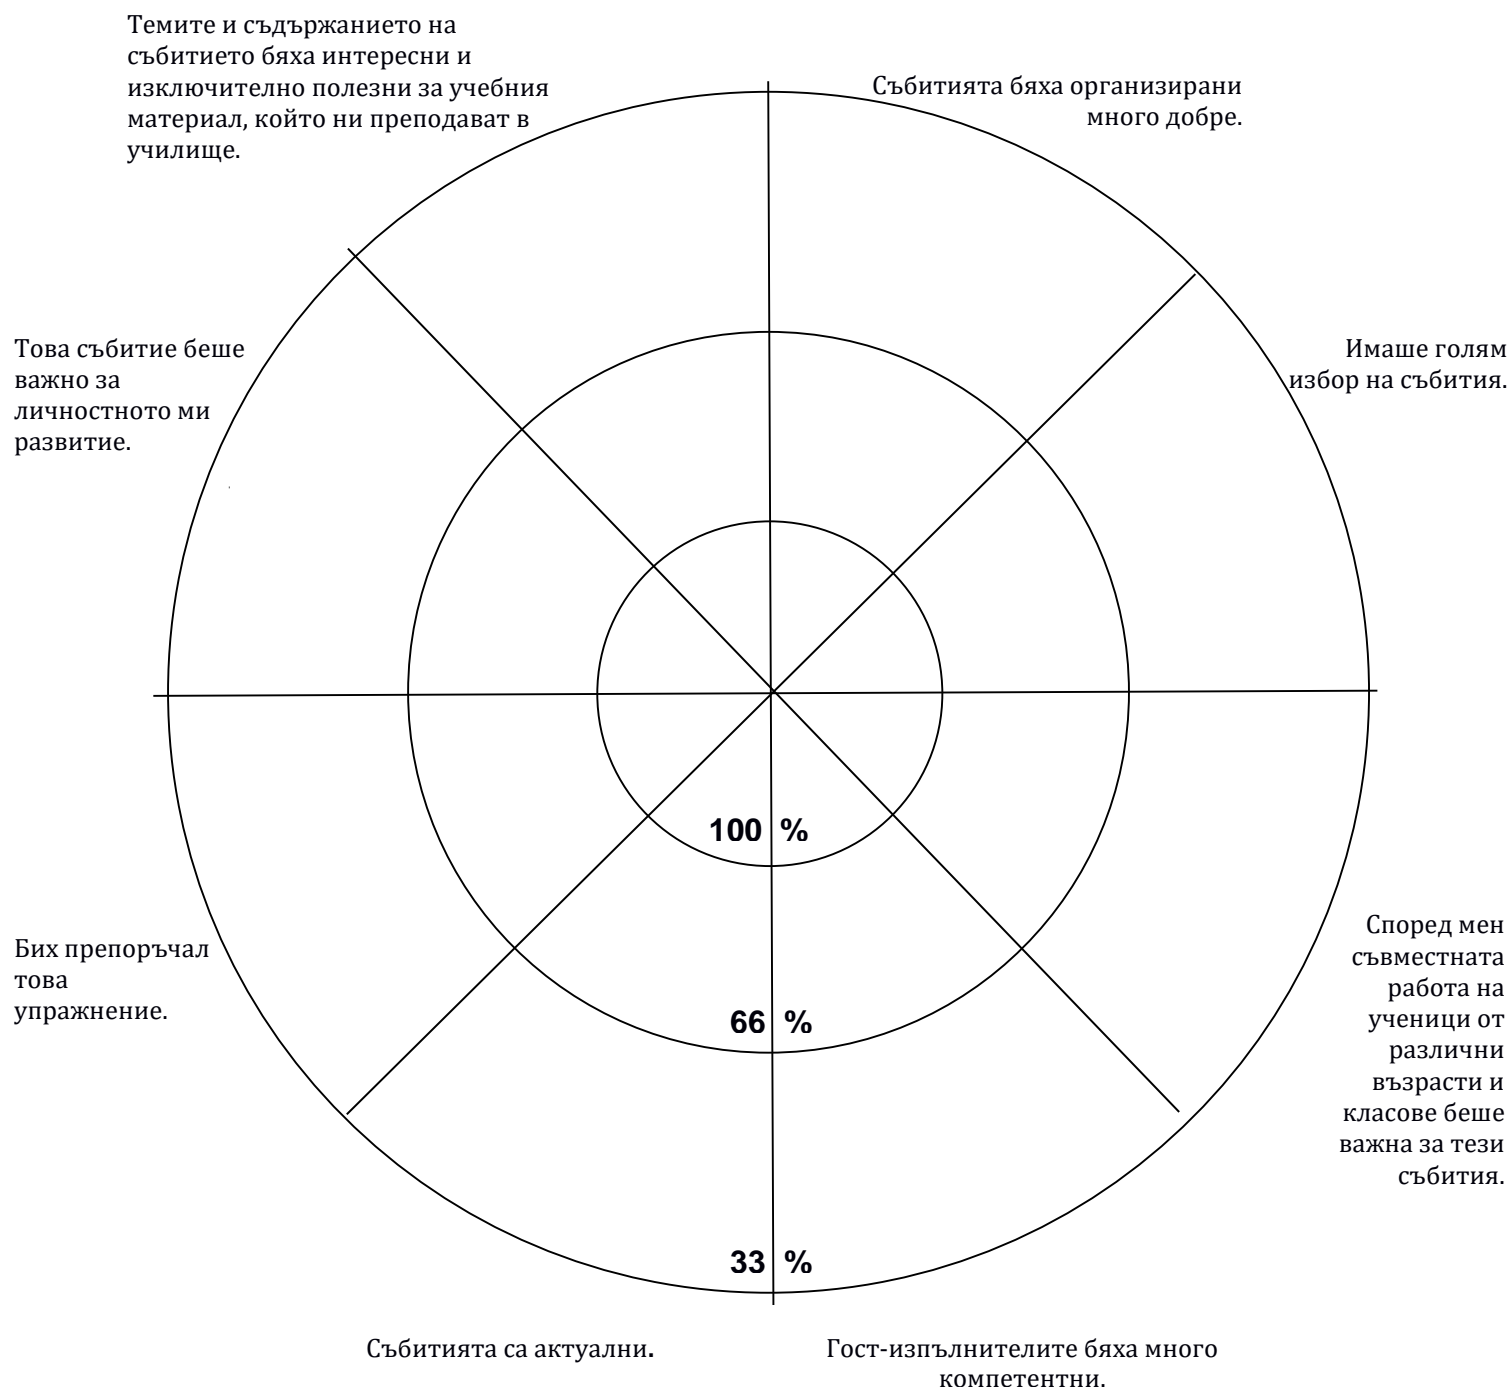 Темите и съдържанието на
събитието бяха интересни и
изключително полезни за учебния
материал, който ни преподават в
училище.
Събитията бяха организирани
много добре.
Това събитие беше
важно за
личностното ми
развитие.
Имаше голям
избор на събития.
100 %
Бих препоръчал
това
упражнение.
Според мен
съвместната
работа на
ученици от
различни
възрасти и
класове беше
важна за тези
събития.
66 %
33 %
Събитията са актуални.
Гост-изпълнителите бяха много
компетентни.